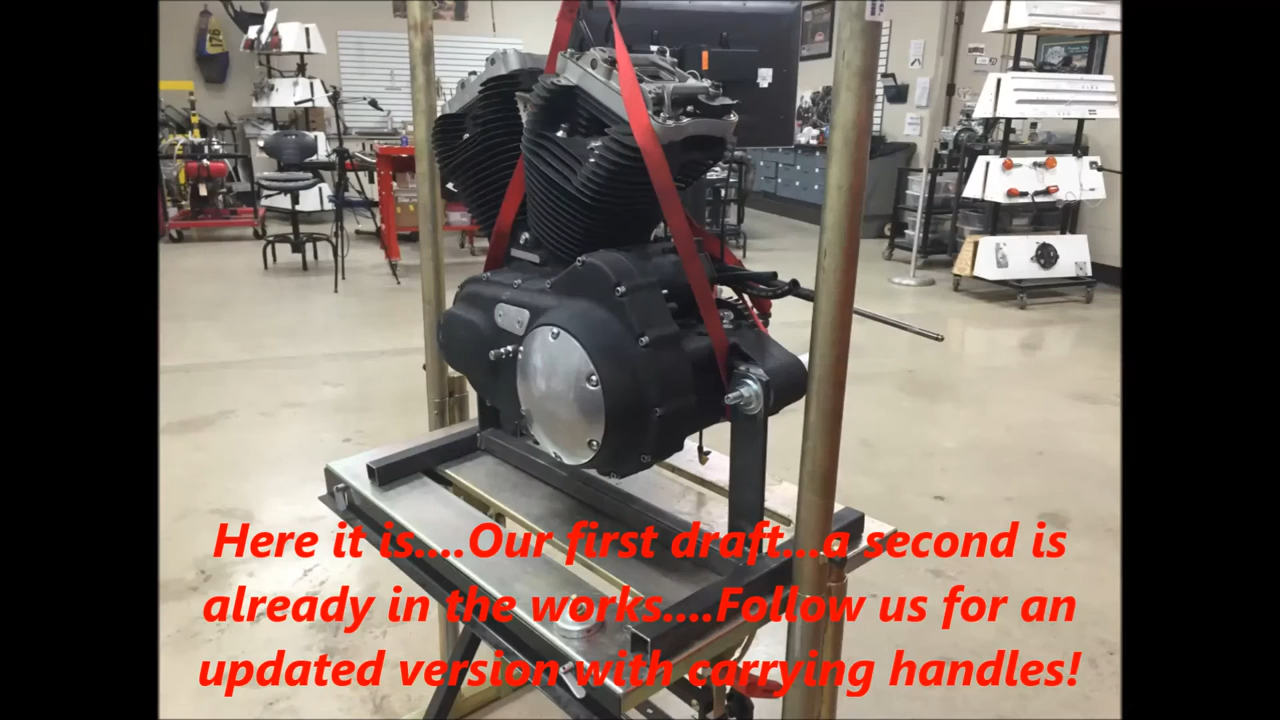 Here it is....Our first draft...a second is
already in the works....Follow us for an
updated version with carrying handles!